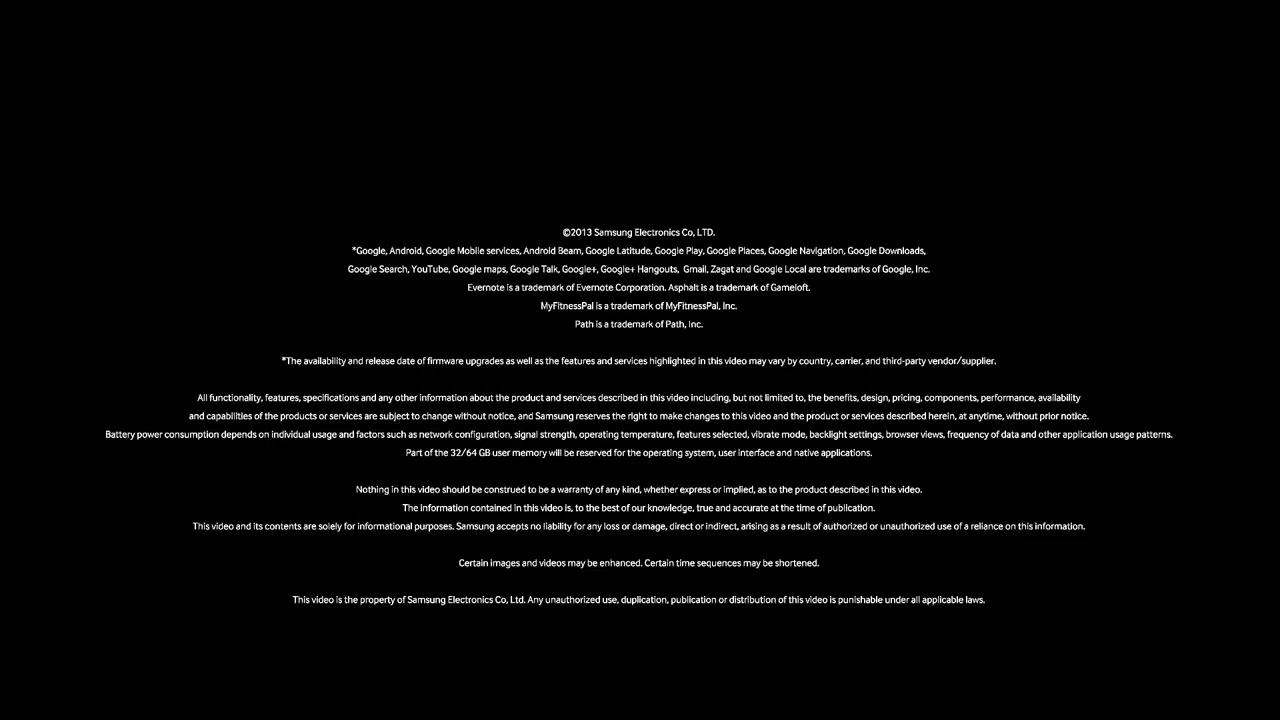 ©2013 Samsung Electronics Co, LTD.
*Google, Android, Google Mobile services, Android Beam, Google Latitude, Google Play, Google Places, Google Navigation, Google Downloads,
Google Search, YouTube, Google maps, Google Talk, Google+, Google+ Hangouts, Gmail, Zagat and Google Local are trademarks of Google, Inc.
Evernote is a trademark of Evernote Corporation. Asphalt is a trademark of Gameloft.
MyFitnessPal is a trademark of MyFitnessPal, Inc.
Path is a trademark of Path, Inc.
*The availability and release date of firmware upgrades as well as the features and services highlighted in this video may vary by country, carrier, and third-party vendor/supplier.
All functionality, features, specifications and any other information about the product and services described in this video including, but not limited to, the benefits, design, pricing, components, performance, availability
and capabilities of the products or services are subject to change without notice, and Samsung reserves the right to make changes to this video and the product or services described herein, at anytime, without prior notice.
Battery power consumption depends on individual usage and factors such as network configuration, signal strength, operating temperature, features selected, vibrate mode, backlight settings, browser views, frequency of data and other application usage patterns.
Part of the 32/64 GB user memory will be reserved for the operating system, user interface and native applications.
Nothing in this video should be construed to be a warranty of any kind, whether express or implied, as to the product described in this video.
The information contained in this video is, to the best of our knowledge, true and accurate at the time of publication.
This video and its contents are solely for informational purposes. Samsung accepts no liability for any loss or damage, direct or indirect, arising as a result of authorized or unauthorized use of a reliance on this information.
Certain images and videos may be enhanced. Certain time sequences may be shortened.
This video is the property of Samsung Electronics Co, Ltd. Any unauthorized use, duplication, publication or distribution of this video is punishable under all applicable laws.